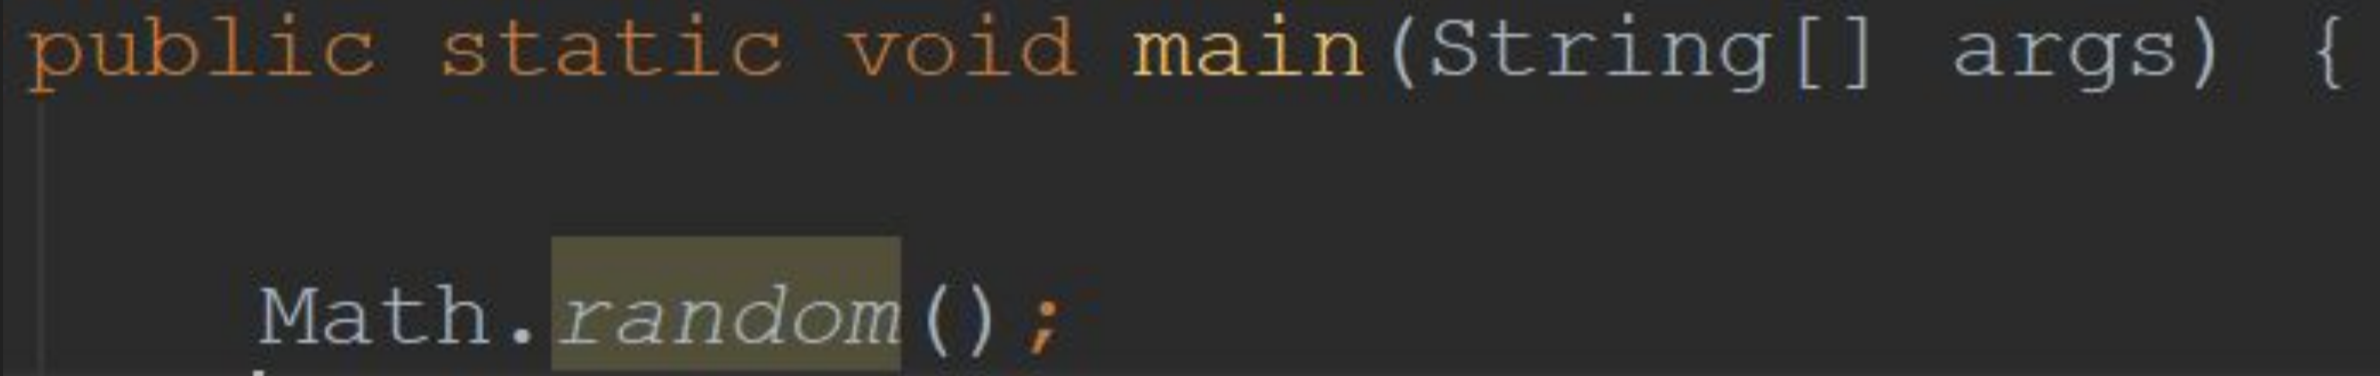 public static void main(String[] args) {
Math.random();